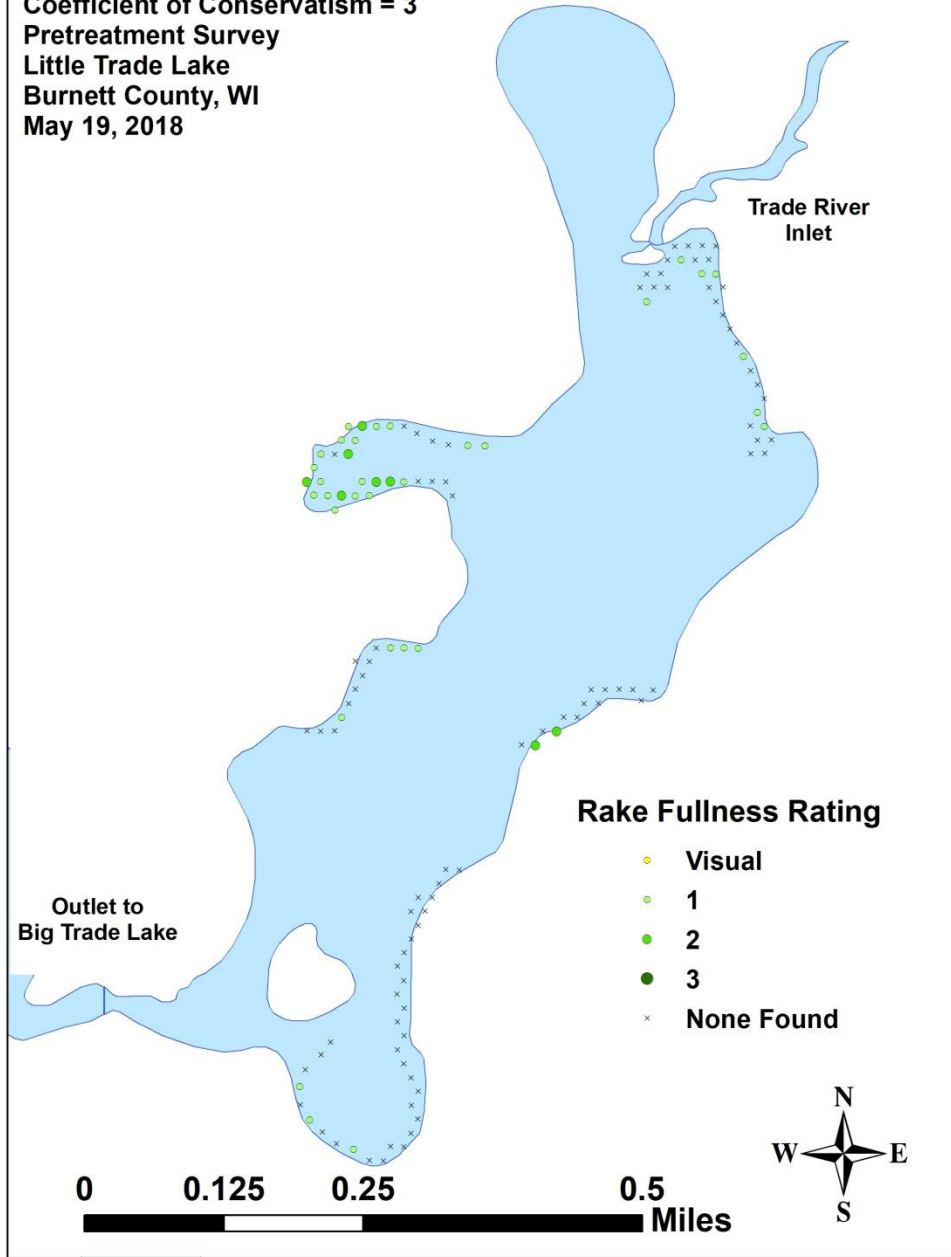 Coefficient of Conservatism = 3
Pretreatment Survey
Little Trade Lake
Burnett County, WI
May 19, 2018
Trade River
Inlet
Rake Fullness Rating
Visual
1
2
3
None Found
Outlet to
Big Trade Lake
N
W E
S
0 0.125 0.25 0.5
Miles